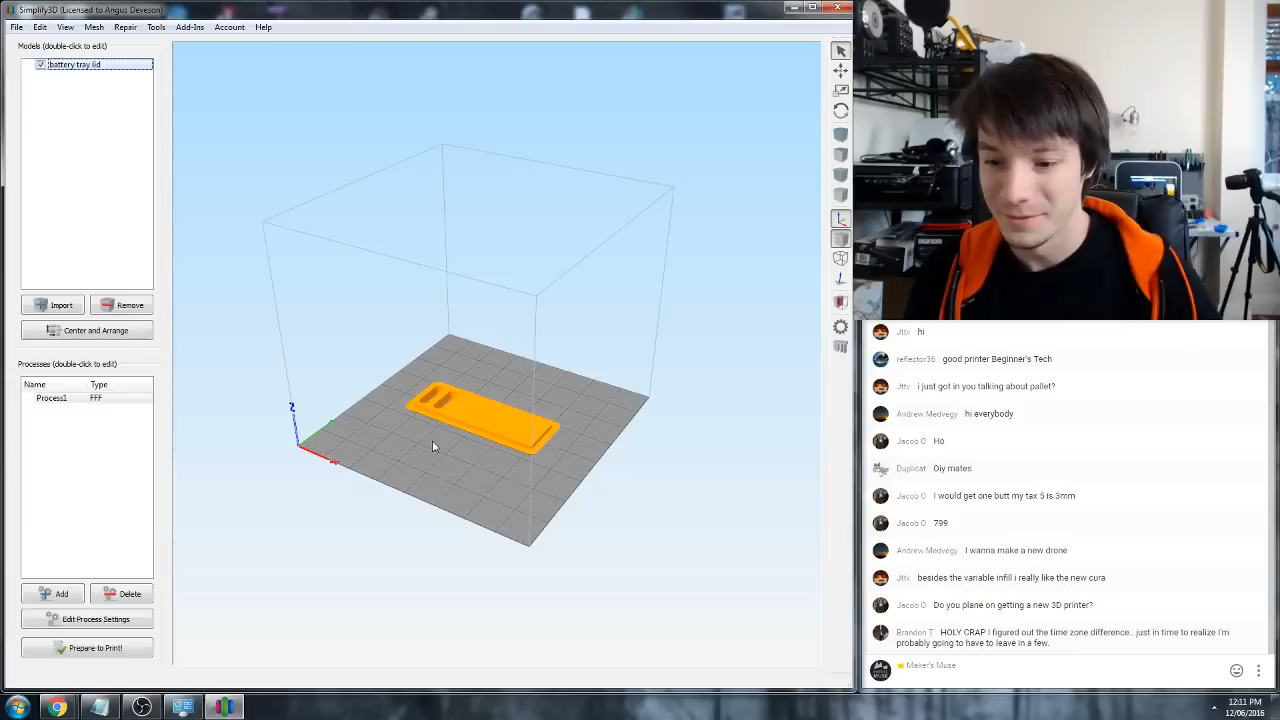 Simplify3D (Licensed to Angus Deveson)
File Edit View Mesh Repair Tools Add-Ins Account Help
Models (double-click to edit)
battery tray lid
Import Remove
Center and Arrange
Processes (double-click to edit)
Name Type
Process1 FFF
Add Delete
Edit Process Settings
Prepare to Print!
Jttv hi
reflector36 good printer Beginner's Tech
Jttv i just got in you talking about pallet?
Andrew Medvegy hi everybody
Jacob O Ho
Duplicat Oiy mates
Jacob O I would get one butt my tax 5 is 3mm
Jacob O 799
Andrew Medvegy I wanna make a new drone
Jttv besides the variable infill i really like the new cura
Jacob O Do you plane on getting a new 3D printer?
Brandon T HOLY CRAP I figured out the time zone difference.. just in time to realize I'm
probably going to have to leave in a few.
Maker's Muse
12:11 PM
12/06/2016